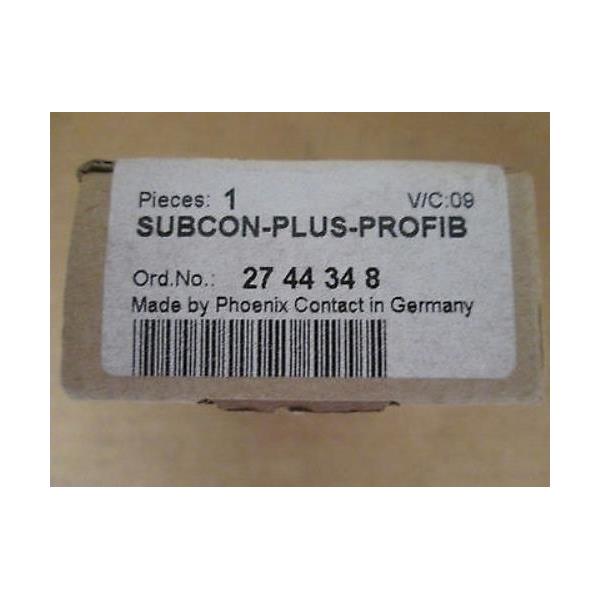 Pieces: 1 V/C:09
SUBCON-PLUS-PROFIB
Ord.No.: 27 44 34 8
Made by Phoenix Contact in Germany